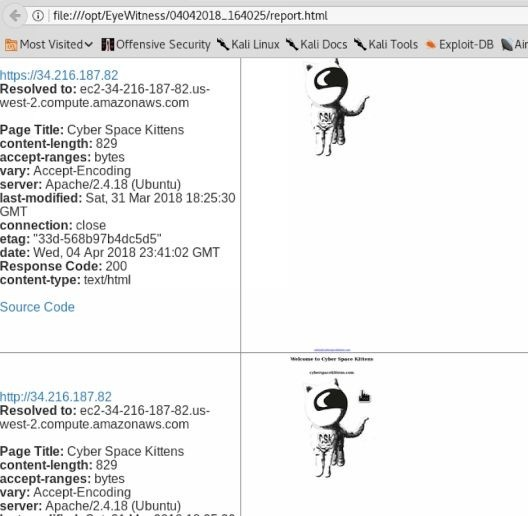 file:///opt/EyeWitness/04042018_164025/report.html
Most Visited Offensive Security Kali Linux Kali Docs Kali Tools Exploit-DB Air
https://34.216.187.82
Resolved to: ec2-34-216-187-82.us-
west-2.compute.amazonaws.com
Page Title: Cyber Space Kittens
content-length: 829
accept-ranges: bytes
vary: Accept-Encoding
server: Apache/2.4.18 (Ubuntu)
last-modified: Sat, 31 Mar 2018 18:25:30
GMT
connection: close
etag: "33d-568b97b4dc5d5"
date: Wed, 04 Apr 2018 23:41:02 GMT
Response Code: 200
content-type: text/html
Source Code
CSK
Welcome to Cyber Space Kittens
cyberspacekittens.com
CSK
http://34.216.187.82
Resolved to: ec2-34-216-187-82.us-
west-2.compute.amazonaws.com
Page Title: Cyber Space Kittens
content-length: 829
accept-ranges: bytes
vary: Accept-Encoding
server: Apache/2.4.18 (Ubuntu)